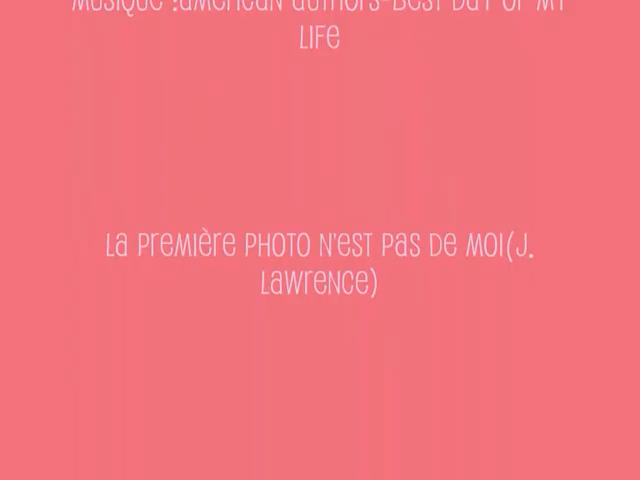 Musique :american authors-Best Day Of My
Life
La première photo n'est pas de moi(J.
Lawrence)